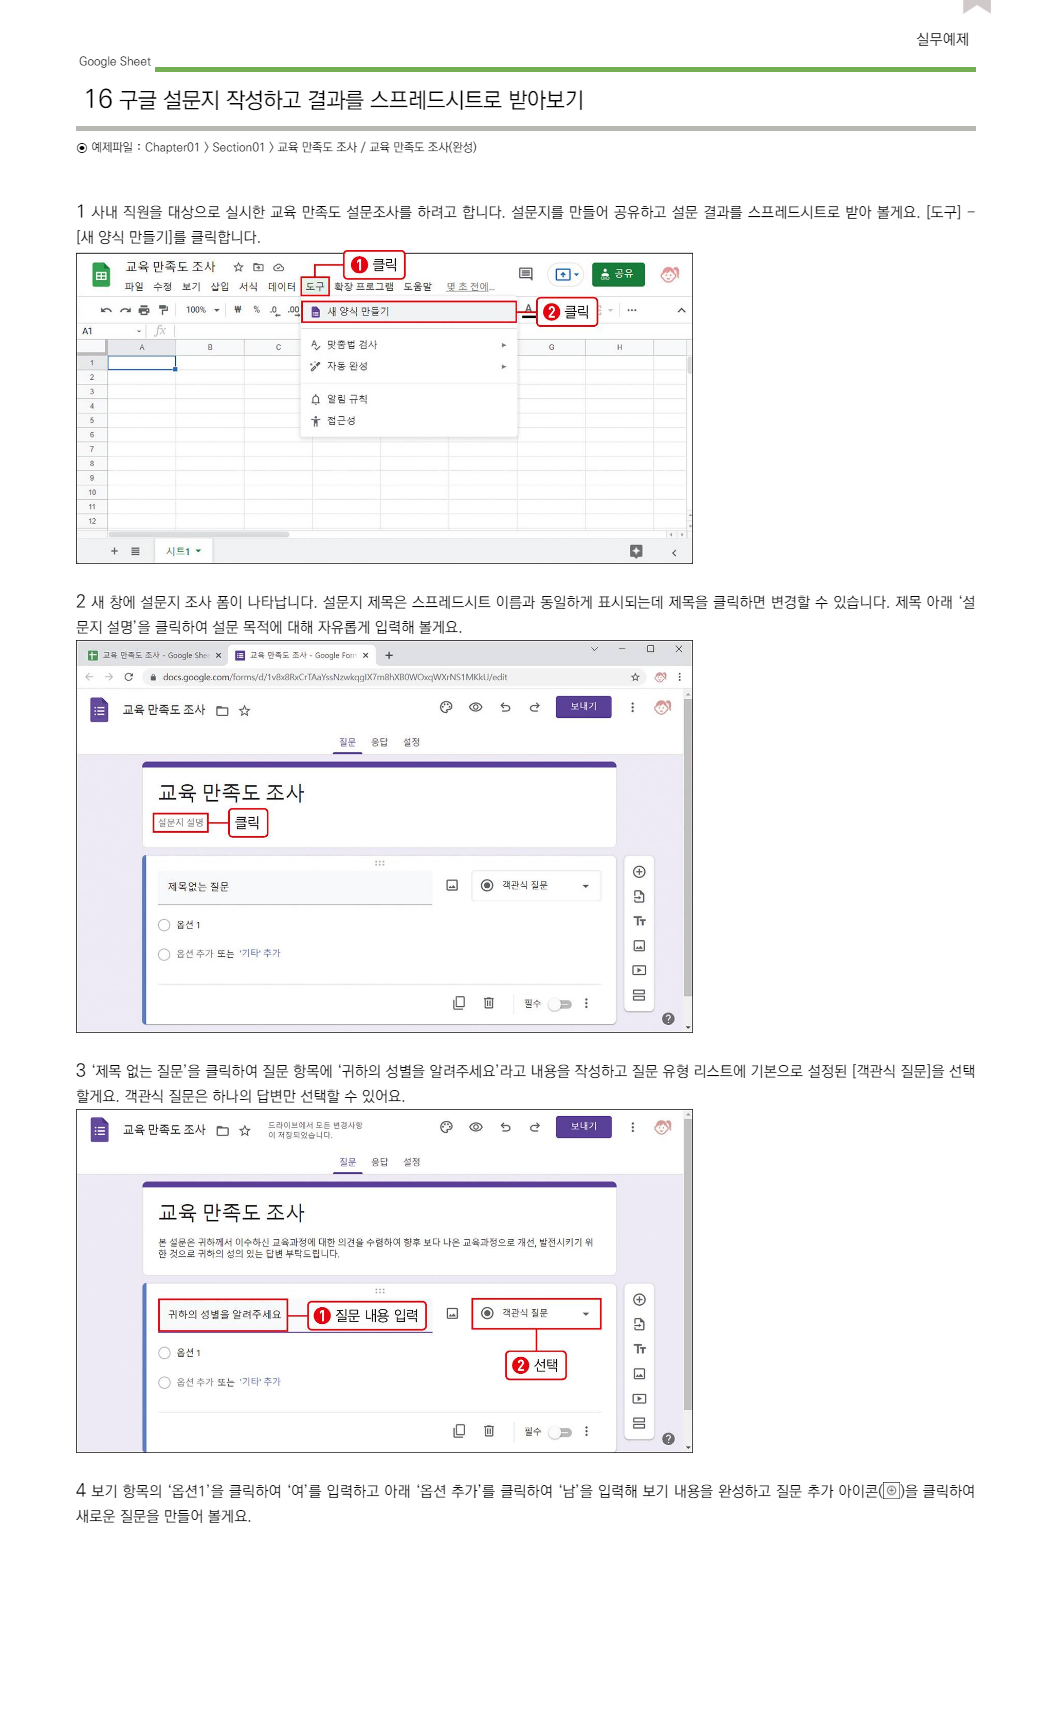 실무예제
Google Sheet
16 구글 설문지 작성하고 결과를 스프레드시트로 받아보기
예제파일 : Chapter01 > Section01 > 교육 만족도 조사 / 교육 만족도 조사(완성)
1 사내 직원을 대상으로 실시한 교육 만족도 설문조사를 하려고 합니다. 설문지를 만들어 공유하고 설문 결과를 스프레드시트로 받아 볼게요. [도구] –
[새 양식 만들기]를 클릭합니다.
교육 만족도 조사
❶ 클릭
공유
파일 수정 보기 삽입 서식 데이터 도구 확장 프로그램 도움말 몇 초 전에...
100% ₩ % .0 .00
새 양식 만들기
❷ 클릭
A1 fx
A B C G H
맞춤법 검사
자동 완성
알림 규칙
접근성
1
2
3
4
5
6
7
8
9
10
11
12
시트1
2 새 창에 설문지 조사 폼이 나타납니다. 설문지 제목은 스프레드시트 이름과 동일하게 표시되는데 제목을 클릭하면 변경할 수 있습니다. 제목 아래 ‘설
문지 설명’을 클릭하여 설문 목적에 대해 자유롭게 입력해 볼게요.
교육 만족도 조사 - Google She 교육 만족도 조사 - Google For
교육 만족도 조사
보내기
질문 응답 설정
교육 만족도 조사
설문지 설명
클릭
제목없는 질문
객관식 질문
옵션 1
옵션 추가 또는 '기타' 추가
필수
3 ‘제목 없는 질문’을 클릭하여 질문 항목에 ‘귀하의 성별을 알려주세요’라고 내용을 작성하고 질문 유형 리스트에 기본으로 설정된 [객관식 질문]을 선택
할게요. 객관식 질문은 하나의 답변만 선택할 수 있어요.
교육 만족도 조사
드라이브에서 모든 변경사항
이 저장되었습니다.
보내기
질문 응답 설정
교육 만족도 조사
본 설문은 귀하께서 이수하신 교육과정에 대한 의견을 수렴하여 향후 보다 나은 교육과정으로 개선, 발전시키기 위
한 것으로 귀하의 성의 있는 답변 부탁드립니다.
귀하의 성별을 알려주세요
❶ 질문 내용 입력
객관식 질문
❷ 선택
옵션 1
옵션 추가 또는 '기타' 추가
필수
4 보기 항목의 ‘옵션1’을 클릭하여 ‘여’를 입력하고 아래 ‘옵션 추가’를 클릭하여 ‘남’을 입력해 보기 내용을 완성하고 질문 추가 아이콘(⊕)을 클릭하여
새로운 질문을 만들어 볼게요.